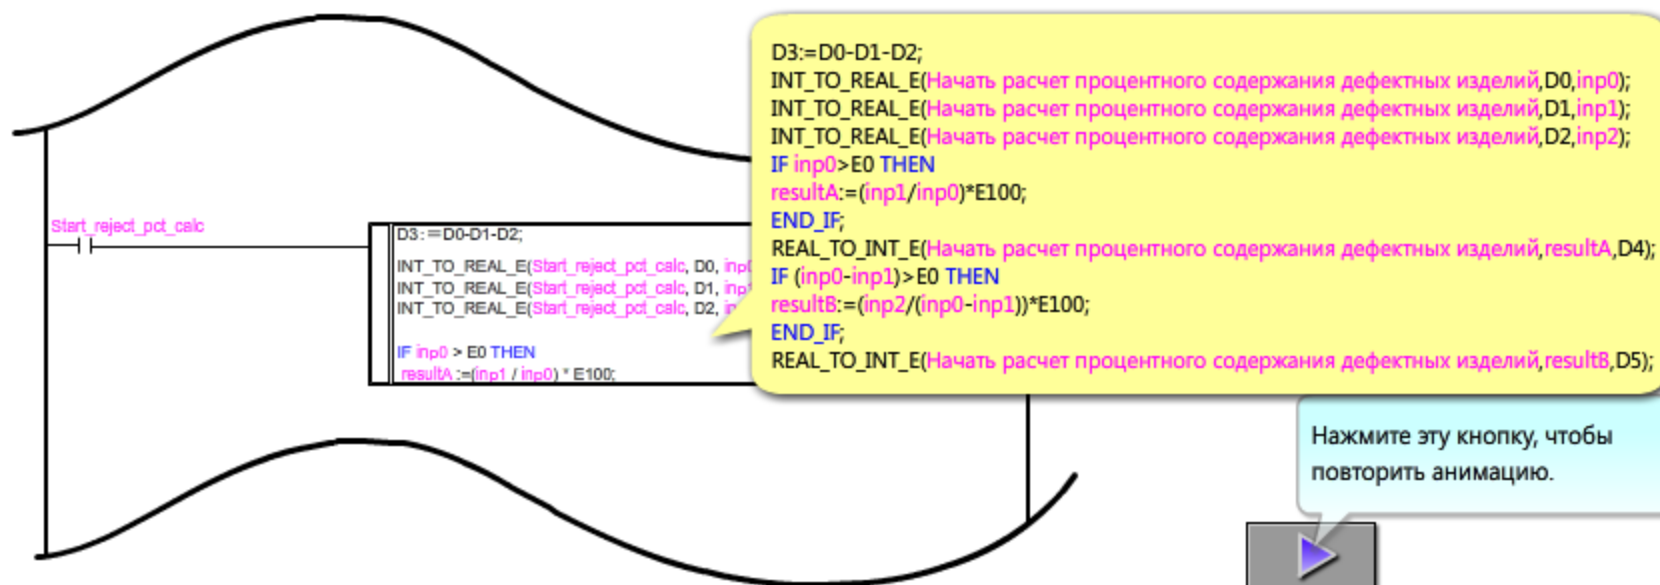 D3:=D0-D1-D2;
INT_TO_REAL_E(Начать расчет процентного содержания дефектных изделий,D0,inp0);
INT_TO_REAL_E(Начать расчет процентного содержания дефектных изделий,D1,inp1);
INT_TO_REAL_E(Начать расчет процентного содержания дефектных изделий,D2,inp2);
IF inp0>E0 THEN
resultA:=(inp1/inp0)*E100;
END_IF;
REAL_TO_INT_E(Начать расчет процентного содержания дефектных изделий,resultA,D4);
IF (inp0-inp1)>E0 THEN
resultB:=(inp2/(inp0-inp1))*E100;
END_IF;
REAL_TO_INT_E(Начать расчет процентного содержания дефектных изделий,resultB,D5);
Start_reject_pct_calc
D3:=D0-D1-D2;
INT_TO_REAL_E(Start_reject_pct_calc, D0,
INT_TO_REAL_E(Start_reject_pct_calc, D1,
INT_TO_REAL_E(Start_reject_pct_calc, D2,
IF inp0 > E0 THEN
resultA :=(inp1 / inp0) * E100;
Нажмите эту кнопку, чтобы
повторить анимацию.